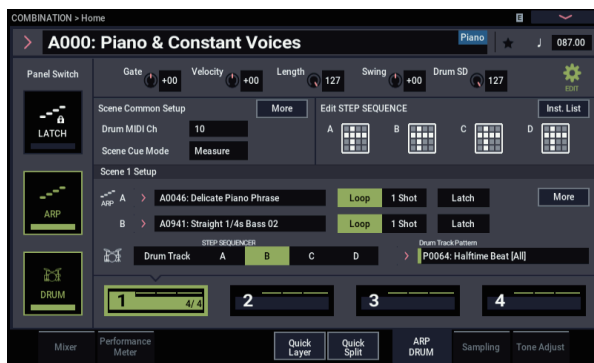 COMBINATION > Home
E
A000: Piano & Constant Voices
Piano
♩ 087.00
Panel Switch
Gate +00 Velocity +00 Length 127 Swing +00 Drum SD 127
EDIT
LATCH
Scene Common Setup More
Edit STEP SEQUENCE Inst. List
Drum MIDI Ch 10
A B C D
Scene Cue Mode Measure
Scene 1 Setup
ARP
ARP A > A0046: Delicate Piano Phrase Loop 1 Shot Latch More
B > A0941: Straight 1/4s Bass 02 Loop 1 Shot Latch
STEP SEQUENCER Drum Track Pattern
Drum Track A B C D > P0064: Halftime Beat [All]
DRUM
1 4/4 2 3 4
Mixer
Performance Meter
Quick Layer
Quick Split
ARP DRUM
Sampling
Tone Adjust